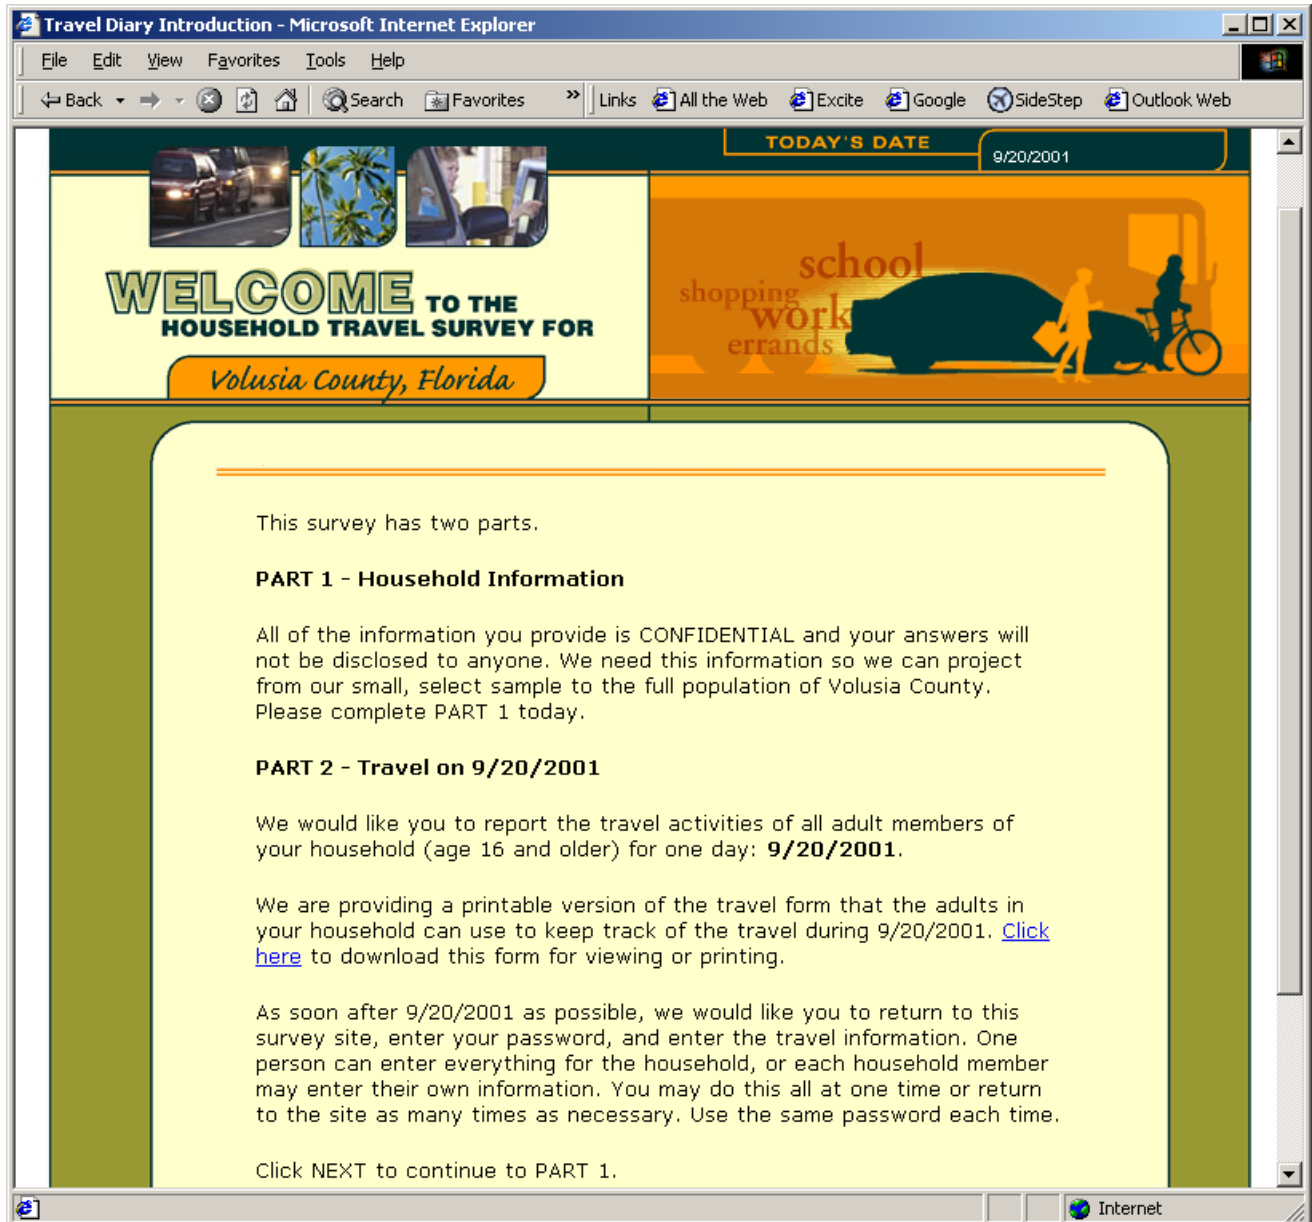 Travel Diary Introduction - Microsoft Internet Explorer
File Edit View Favorites Tools Help
Back Search Favorites » Links All the Web Excite Google SideStep Outlook Web
TODAY'S DATE 9/20/2001
WELCOME TO THE
HOUSEHOLD TRAVEL SURVEY FOR
Volusia County, Florida
school
shopping
work
errands
This survey has two parts.
PART 1 - Household Information
All of the information you provide is CONFIDENTIAL and your answers will
not be disclosed to anyone. We need this information so we can project
from our small, select sample to the full population of Volusia County.
Please complete PART 1 today.
PART 2 - Travel on 9/20/2001
We would like you to report the travel activities of all adult members of
your household (age 16 and older) for one day: 9/20/2001.
We are providing a printable version of the travel form that the adults in
your household can use to keep track of the travel during 9/20/2001. Click
here to download this form for viewing or printing.
As soon after 9/20/2001 as possible, we would like you to return to this
survey site, enter your password, and enter the travel information. One
person can enter everything for the household, or each household member
may enter their own information. You may do this all at one time or return
to the site as many times as necessary. Use the same password each time.
Click NEXT to continue to PART 1.
Internet